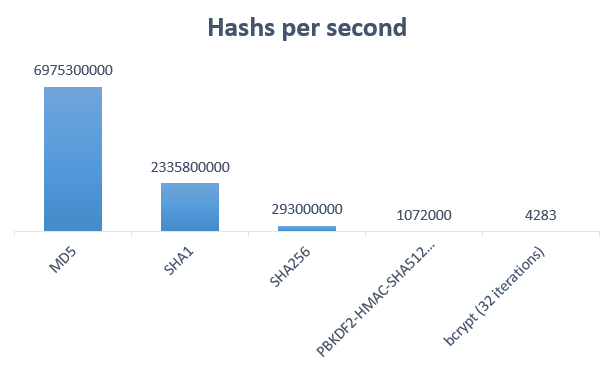 Hashs per second
6975300000
2335800000
293000000
1072000
4283
MD5
SHA1
SHA256
PBKDF2-HMAC-SHA512...
bcrypt (32 iterations)